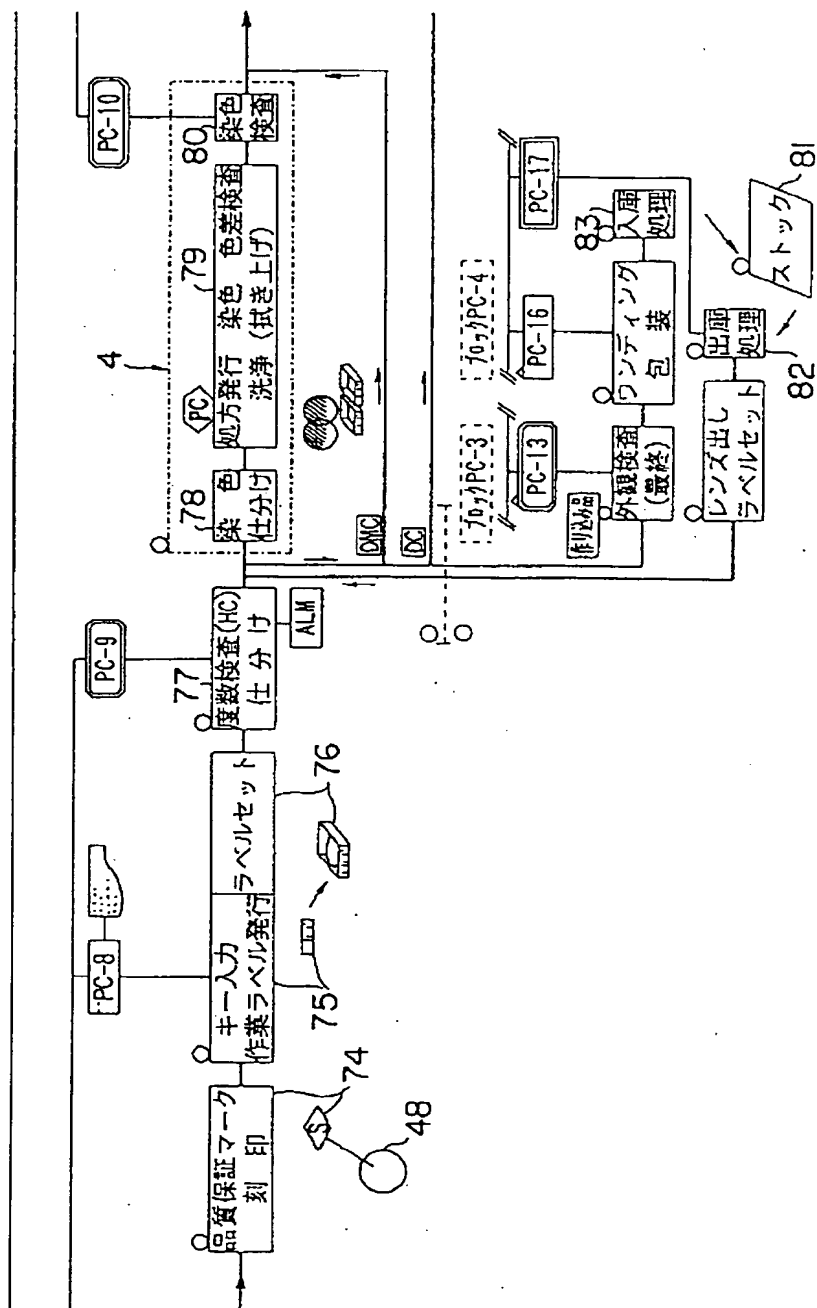 PC-8
PC-9
PC-10
品質保証マーク
刻印
74
S
48
キー入力
作業ラベル発行
75
ラベルセット
76
77
度数検査(HC)
仕分け
ALM
4
78
染色
仕分け
PC
処方発行 染色 色差検査
洗浄(拭き上げ)
79
80
染色
検査
DMC
DC
ブロックPC-3
ブロックPC-4
PC-13
PC-16
PC-17
作り込み品
外観検査
(最終)
ワンディング
包装
83
入庫
処理
レンズ出し
ラベルセット
出庫
処理
82
ストック
81